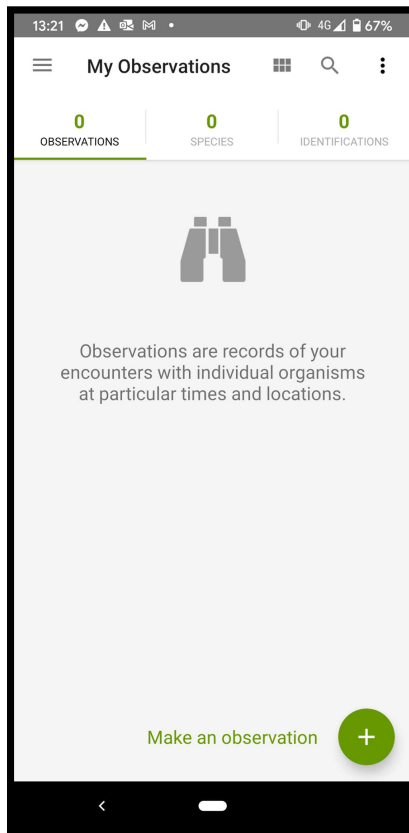 13:21 4G 67%
My Observations
0 0 0
OBSERVATIONS SPECIES IDENTIFICATIONS
Observations are records of your
encounters with individual organisms
at particular times and locations.
Make an observation +